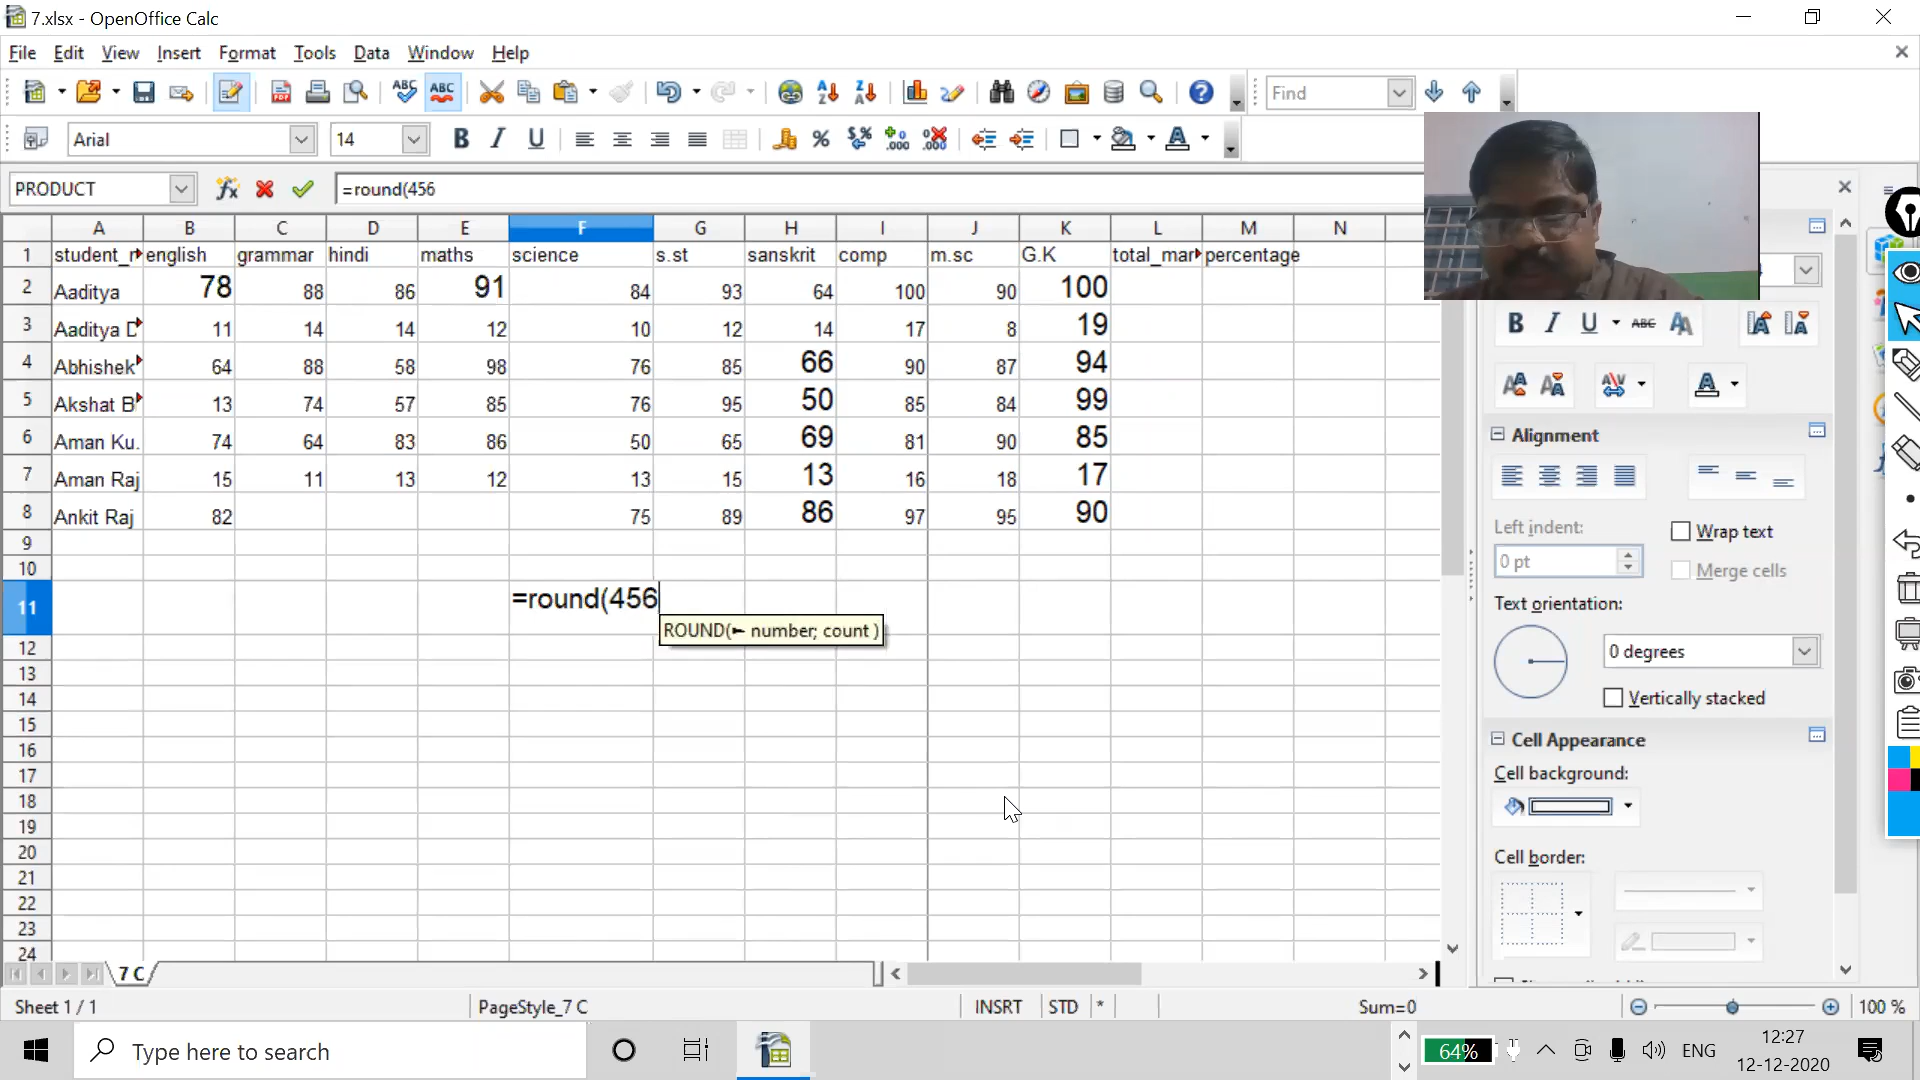 7.xlsx - OpenOffice Calc
File Edit View Insert Format Tools Data Window Help
Find
Arial 14
PRODUCT =round(456
A B C D E F G H I J K L M N
1 student_n english grammar hindi maths science s.st sanskrit comp m.sc G.K total_mar percentage
2 Aaditya 78 88 86 91 84 93 64 100 90 100
3 Aaditya 11 14 14 12 10 12 14 17 8 19
4 Abhishek 64 88 58 98 76 85 66 90 87 94
5 Akshat B 13 74 57 85 76 95 50 85 84 99
6 Aman Ku. 74 64 83 86 50 65 69 81 90 85
7 Aman Raj 15 11 13 12 13 15 13 16 18 17
8 Ankit Raj 82 75 89 86 97 95 90
9
10
11 =round(456
ROUND( number; count )
12
13
14
15
16
17
18
19
20
21
22
23
24
Alignment
Left indent:
Wrap text
0 pt
Merge cells
Text orientation:
0 degrees
Vertically stacked
Cell Appearance
Cell background:
Cell border:
7 C
Sheet 1 / 1 PageStyle_7 C INSRT STD * Sum=0 100 %
Type here to search
64% ENG 12:27
12-12-2020